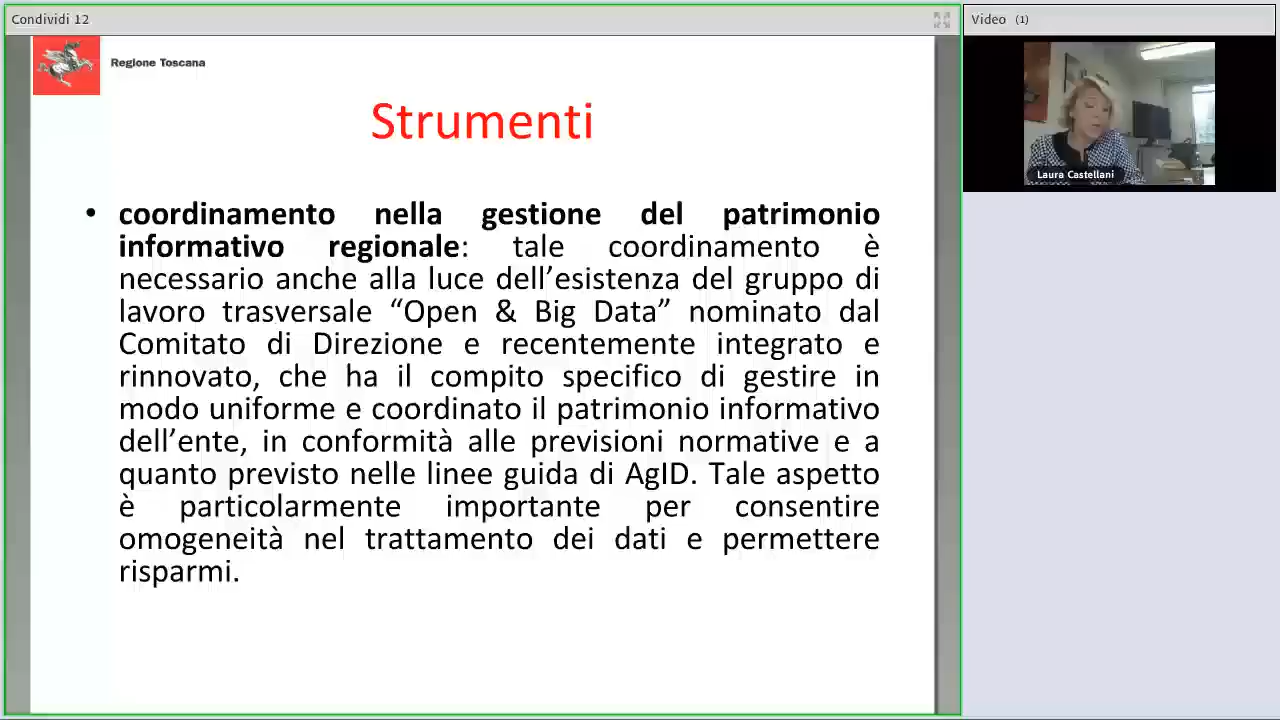 Condividi 12
Video (1)
Regione Toscana
Laura Castellani
Strumenti
• coordinamento nella gestione del patrimonio
informativo regionale: tale coordinamento è
necessario anche alla luce dell’esistenza del gruppo di
lavoro trasversale “Open & Big Data” nominato dal
Comitato di Direzione e recentemente integrato e
rinnovato, che ha il compito specifico di gestire in
modo uniforme e coordinato il patrimonio informativo
dell’ente, in conformità alle previsioni normative e a
quanto previsto nelle linee guida di AgID. Tale aspetto
è particolarmente importante per consentire
omogeneità nel trattamento dei dati e permettere
risparmi.